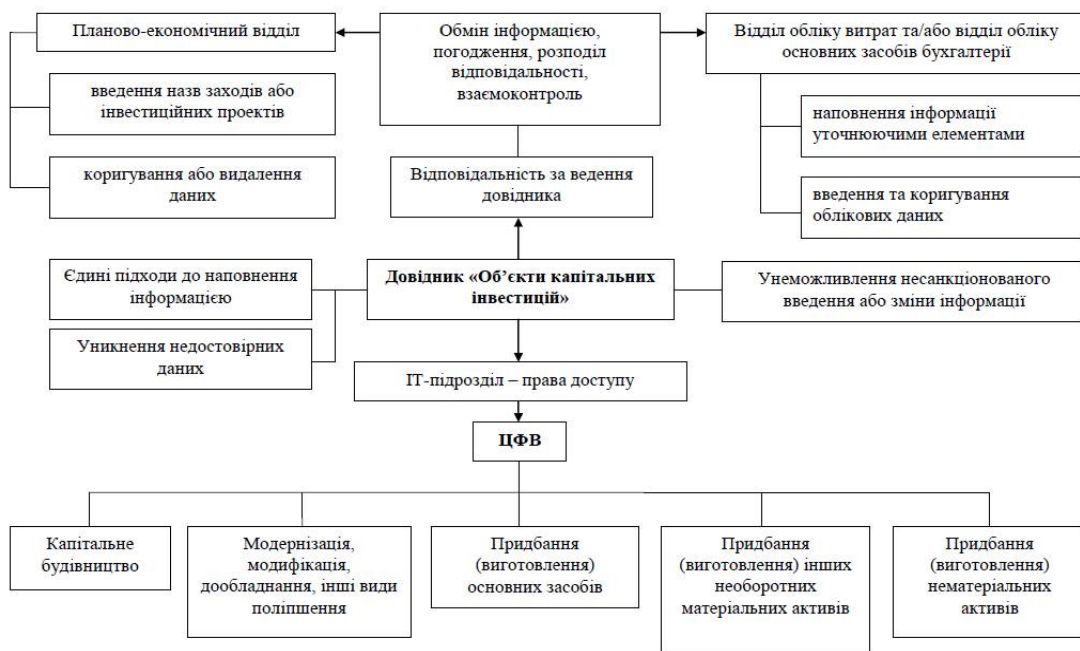 Планово-економічний відділ
Обмін інформацією,
погодження, розподіл
відповідальності,
взаємоконтроль
Відділ обліку витрат та/або відділ обліку
основних засобів бухгалтерії
введення назв заходів або
інвестиційних проектів
наповнення інформації
уточнюючими елементами
коригування або видалення
даних
Відповідальність за ведення
довідника
введення та коригування
облікових даних
Єдині підходи до наповнення
інформацією
Довідник «Об’єкти капітальних
інвестицій»
Унеможливлення несанкціонованого
введення або зміни інформації
Уникнення недостовірних
даних
ІТ-підрозділ – права доступу
ЦФВ
Капітальне
будівництво
Модернізація,
модифікація,
дообладнання, інші види
поліпшення
Придбання
(виготовлення)
основних засобів
Придбання
(виготовлення) інших
необоротних
матеріальних активів
Придбання
(виготовлення)
нематеріальних
активів